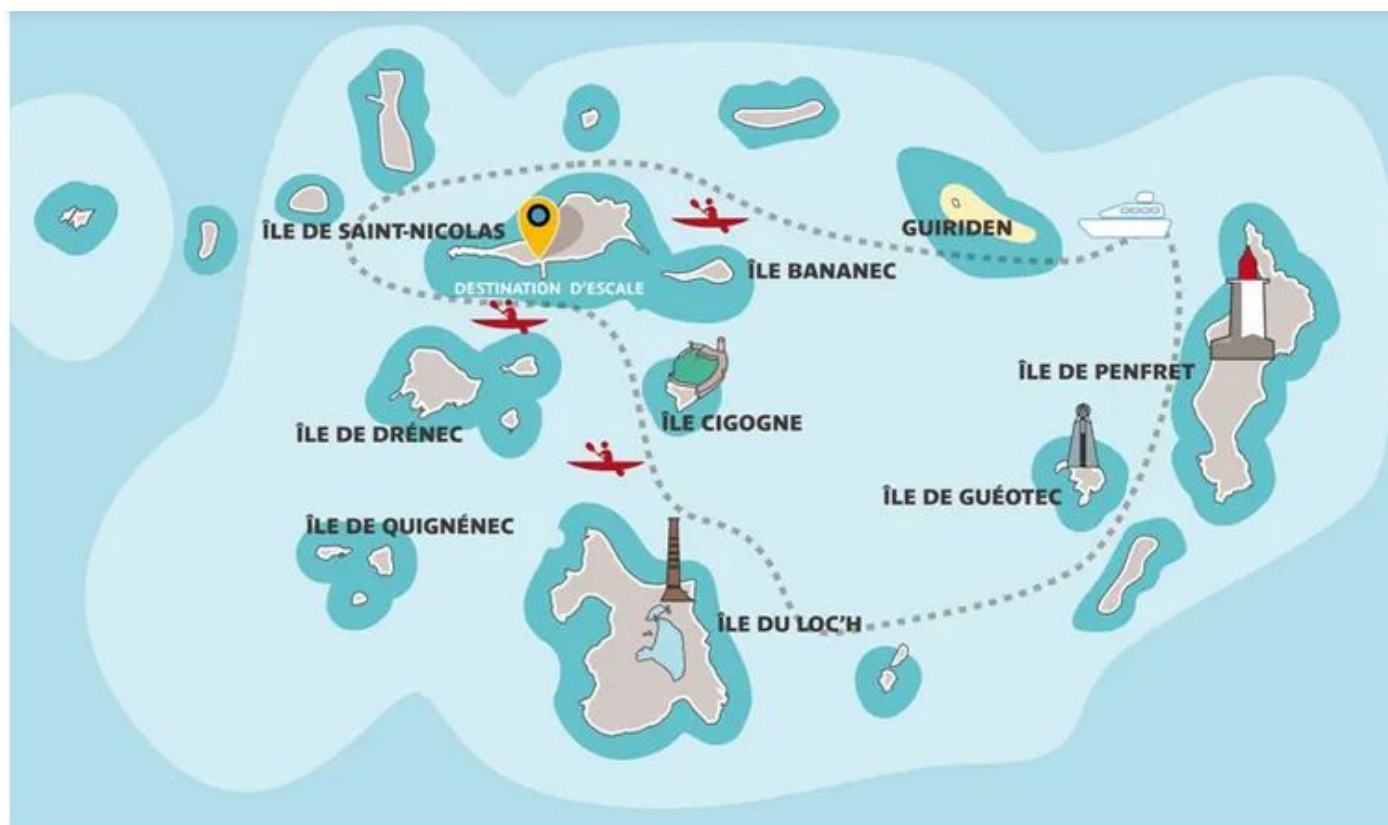 ÎLE DE SAINT-NICOLAS
GUIRIDEN
ÎLE BANANEC
DESTINATION D'ESCALE
ÎLE DE PENFRET
ÎLE CIGOGNE
ÎLE DE DRÉNEC
ÎLE DE GUÉOTEC
ÎLE DE QUIGNÉNEC
ÎLE DU LOC'H